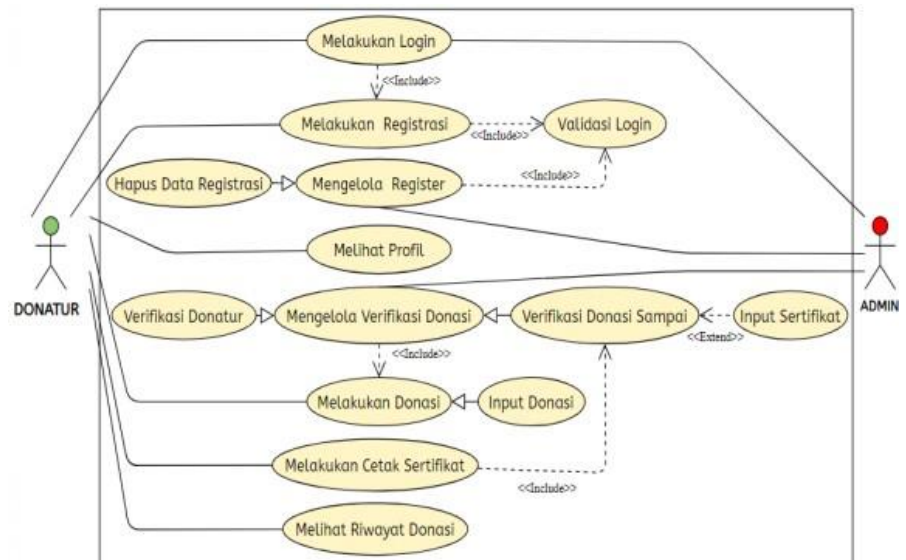 Melakukan Login
<<Include>>
Melakukan Registrasi
<<Include>>
Validasi Login
Hapus Data Registrasi
Mengelola Register
<<Include>>
Melihat Profil
DONATUR
ADMIN
Verifikasi Donatur
Mengelola Verifikasi Donasi
Verifikasi Donasi Sampai
Input Sertifikat
<<Extend>>
<<Include>>
Melakukan Donasi
Input Donasi
Melakukan Cetak Sertifikat
<<Include>>
Melihat Riwayat Donasi